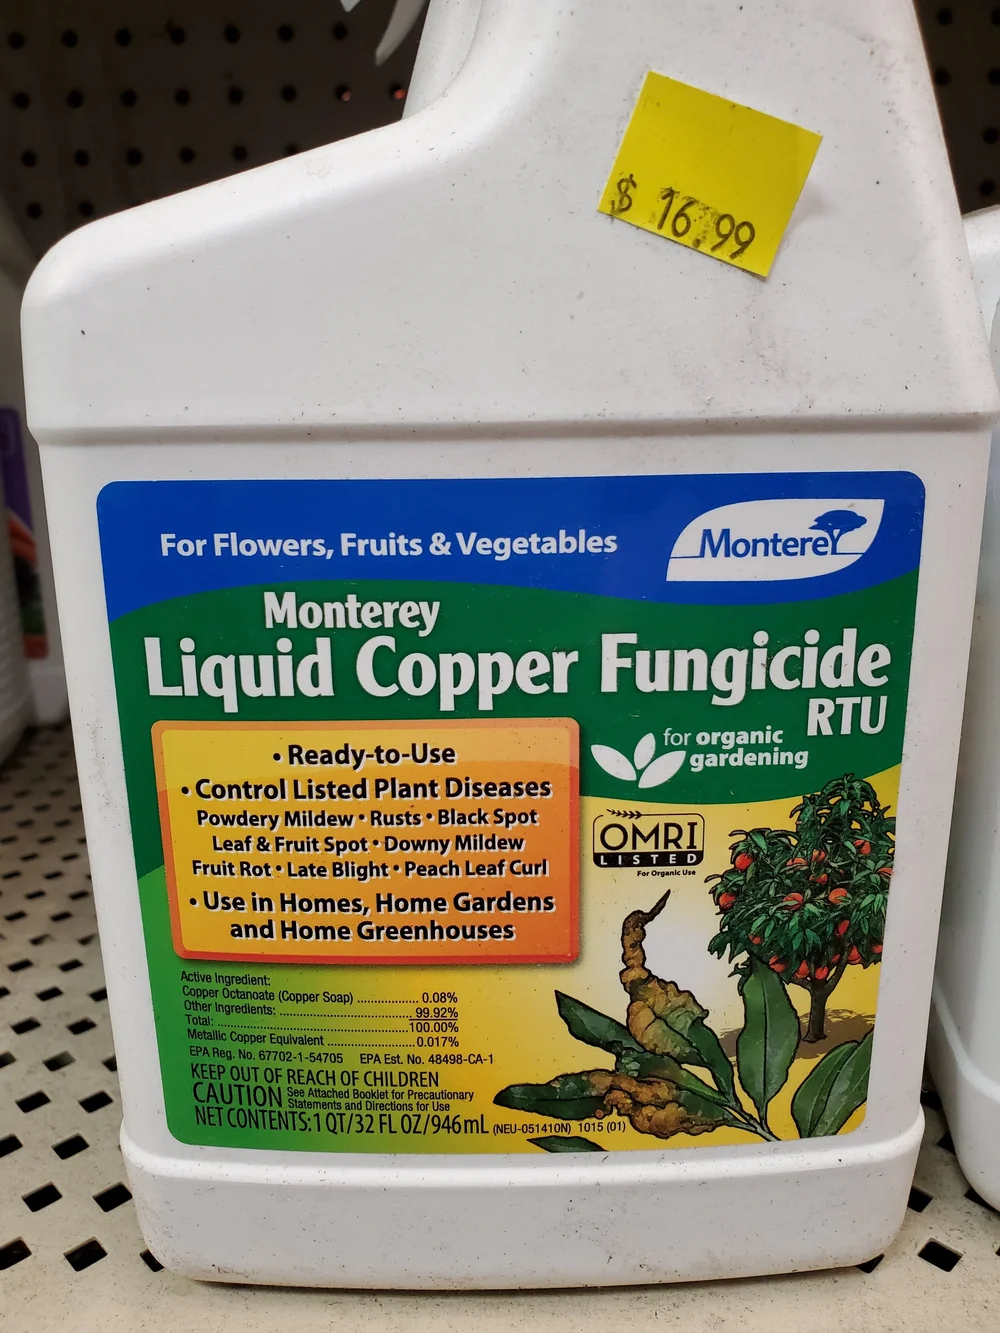 $ 16.99
For Flowers, Fruits & Vegetables
Monterey
Monterey
Liquid Copper Fungicide
RTU
for organic
gardening
• Ready-to-Use
• Control Listed Plant Diseases
Powdery Mildew • Rusts • Black Spot
Leaf & Fruit Spot • Downy Mildew
Fruit Rot • Late Blight • Peach Leaf Curl
• Use in Homes, Home Gardens
and Home Greenhouses
OMRI
LISTED
For Organic Use
Active Ingredient:
Copper Octanoate (Copper Soap) .................. 0.08%
Other Ingredients: .................. 99.92%
Total: .................. 100.00%
Metallic Copper Equivalent .................. 0.017%
EPA Reg. No. 67702-1-54705 EPA Est. No. 48498-CA-1
KEEP OUT OF REACH OF CHILDREN
CAUTION See Attached Booklet for Precautionary
Statements and Directions for Use
NET CONTENTS: 1 QT/32 FL OZ/946mL (NEU-051410N) 1015 (01)